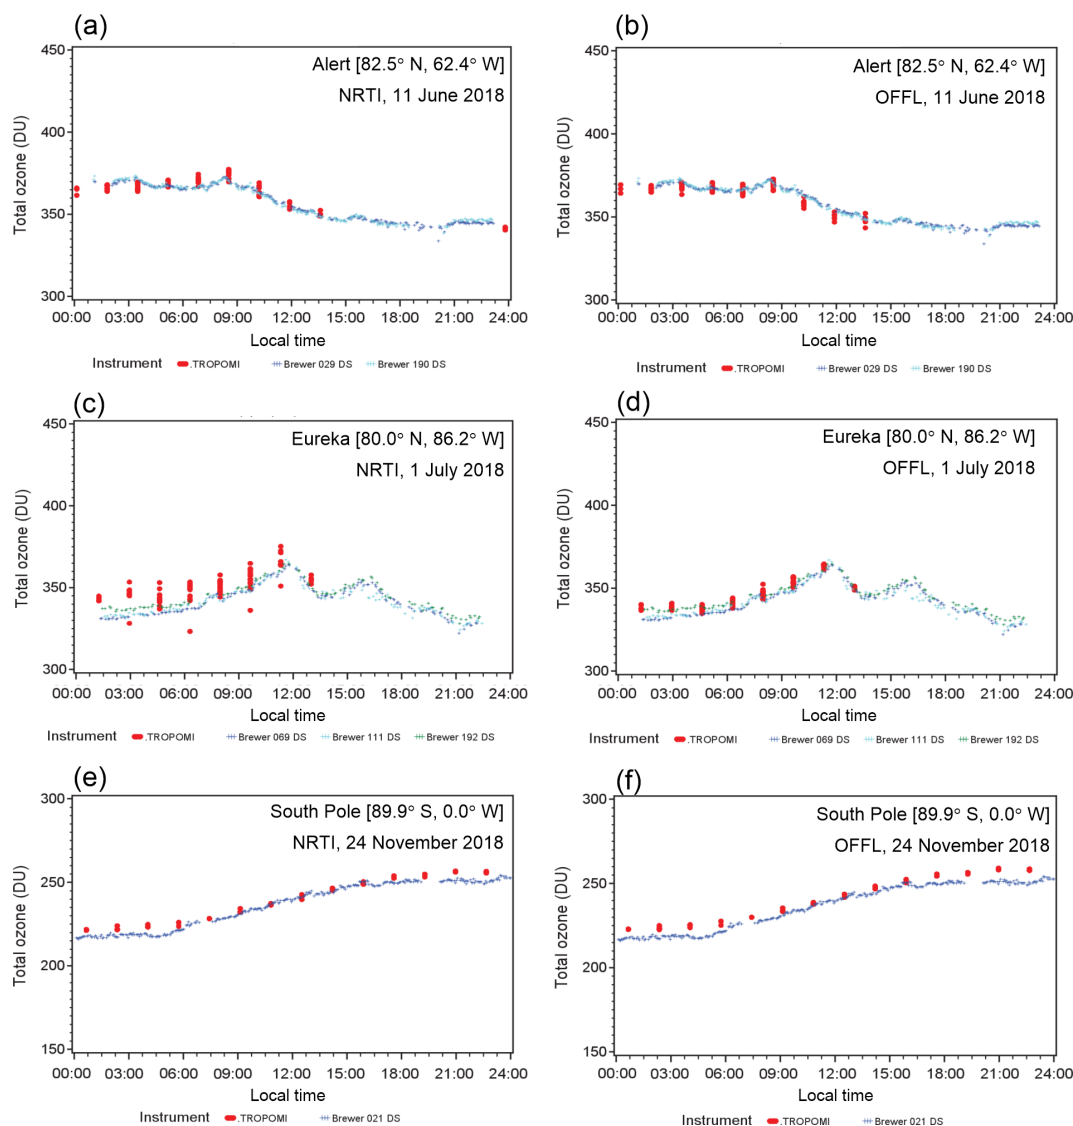 (a)
450
400
350
300
Total ozone (DU)
Alert [82.5° N, 62.4° W]
NRTI, 11 June 2018
00:00 03:00 06:00 09:00 12:00 15:00 18:00 21:00 24:00
Local time
Instrument .TROPOMI Brewer 029 DS Brewer 190 DS
(b)
450
400
350
300
Total ozone (DU)
Alert [82.5° N, 62.4° W]
OFFL, 11 June 2018
00:00 03:00 06:00 09:00 12:00 15:00 18:00 21:00 24:00
Local time
Instrument .TROPOMI Brewer 029 DS Brewer 190 DS
(c)
450
400
350
300
Total ozone (DU)
Eureka [80.0° N, 86.2° W]
NRTI, 1 July 2018
00:00 03:00 06:00 09:00 12:00 15:00 18:00 21:00 24:00
Local time
Instrument .TROPOMI Brewer 069 DS Brewer 111 DS Brewer 192 DS
(d)
450
400
350
300
Total ozone (DU)
Eureka [80.0° N, 86.2° W]
OFFL, 1 July 2018
00:00 03:00 06:00 09:00 12:00 15:00 18:00 21:00 24:00
Local time
Instrument .TROPOMI Brewer 069 DS Brewer 111 DS Brewer 192 DS
(e)
300
250
200
150
Total ozone (DU)
South Pole [89.9° S, 0.0° W]
NRTI, 24 November 2018
00:00 03:00 06:00 09:00 12:00 15:00 18:00 21:00 24:00
Local time
Instrument .TROPOMI Brewer 021 DS
(f)
300
250
200
150
Total ozone (DU)
South Pole [89.9° S, 0.0° W]
OFFL, 24 November 2018
00:00 03:00 06:00 09:00 12:00 15:00 18:00 21:00 24:00
Local time
Instrument .TROPOMI Brewer 021 DS